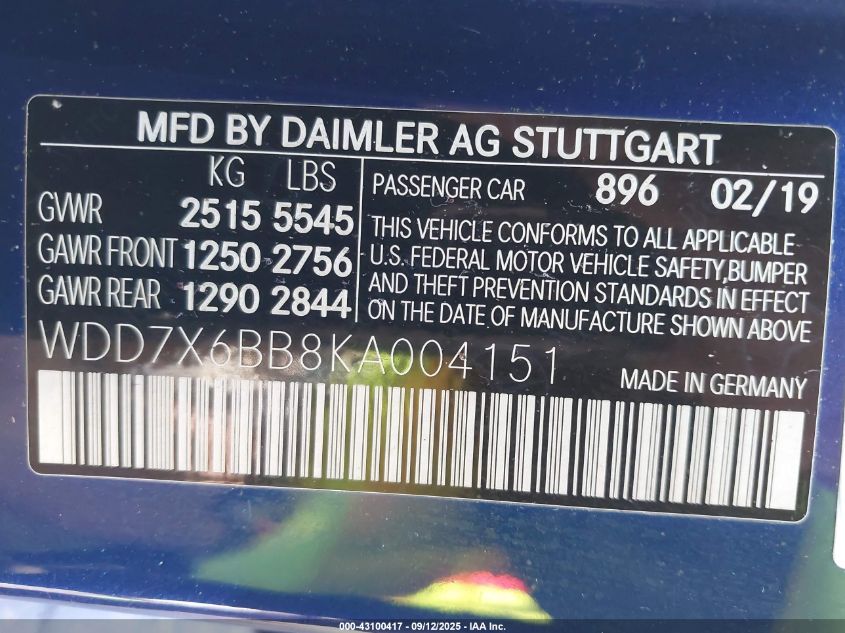 MFD BY DAIMLER AG STUTTGART
KG LBS
GVWR 2515 5545
GAWR FRONT 1250 2756
GAWR REAR 1290 2844
PASSENGER CAR 896 02/19
THIS VEHICLE CONFORMS TO ALL APPLICABLE
U.S. FEDERAL MOTOR VEHICLE SAFETY,BUMPER
AND THEFT PREVENTION STANDARDS IN EFFECT
ON THE DATE OF MANUFACTURE SHOWN ABOVE
WDD7X6BB8KA004151
MADE IN GERMANY
000-43100417 - 09/12/2025 - IAA Inc.